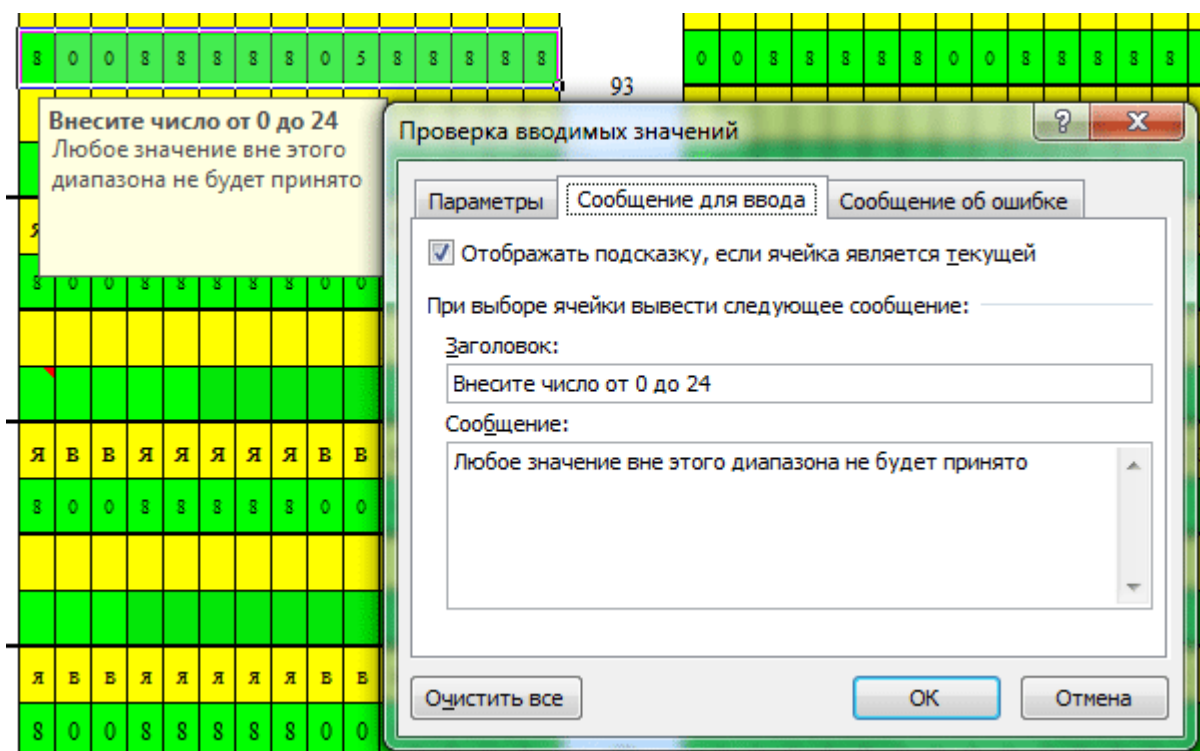 8 0 0 8 8 8 8 8 0 5 8 8 8 8 8
0 0 8 8 8 8 8 0 0 8 8 8 8 8
93
Внесите число от 0 до 24
Любое значение вне этого
диапазона не будет принято
Проверка вводимых значений
Параметры
Сообщение для ввода
Сообщение об ошибке
Отображать подсказку, если ячейка является текущей
При выборе ячейки вывести следующее сообщение:
Заголовок:
Внесите число от 0 до 24
Сообщение:
Любое значение вне этого диапазона не будет принято
Очистить все
ОК
Отмена
8 0 0 8 8 8 8 8 0 0
Я В В Я Я Я Я Я В В
8 0 0 8 8 8 8 8 0 0
Я В В Я Я Я Я Я В В
8 0 0 8 8 8 8 8 0 0